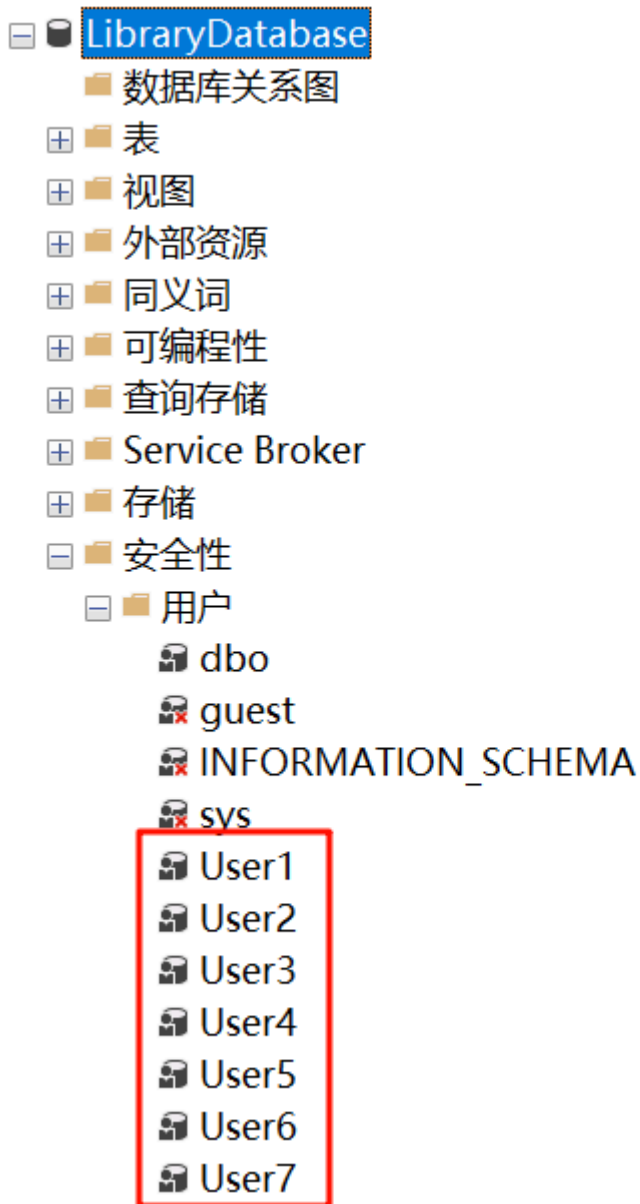 LibraryDatabase
数据库关系图
表
视图
外部资源
同义词
可编程性
查询存储
Service Broker
存储
安全性
用户
dbo
guest
INFORMATION_SCHEMA
sys
User1
User2
User3
User4
User5
User6
User7